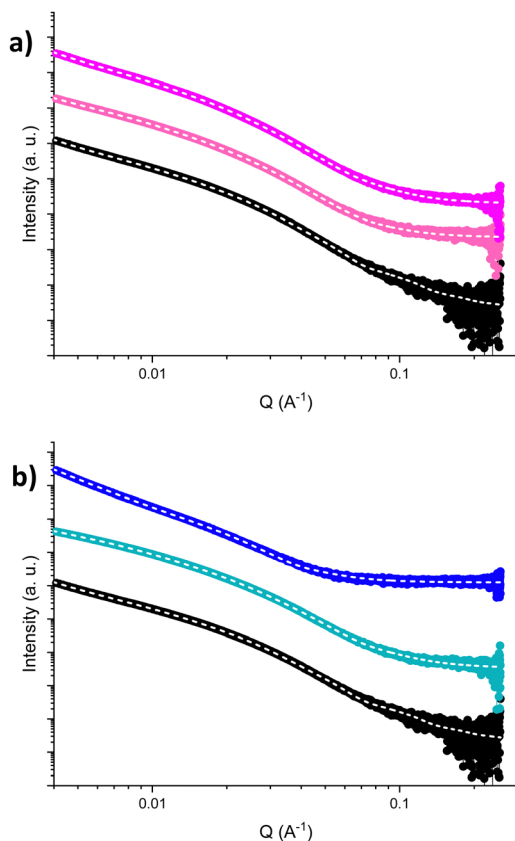 a)
Intensity (a. u.)
0.01 0.1
Q (A⁻¹)
b)
Intensity (a. u.)
0.01 0.1
Q (A⁻¹)